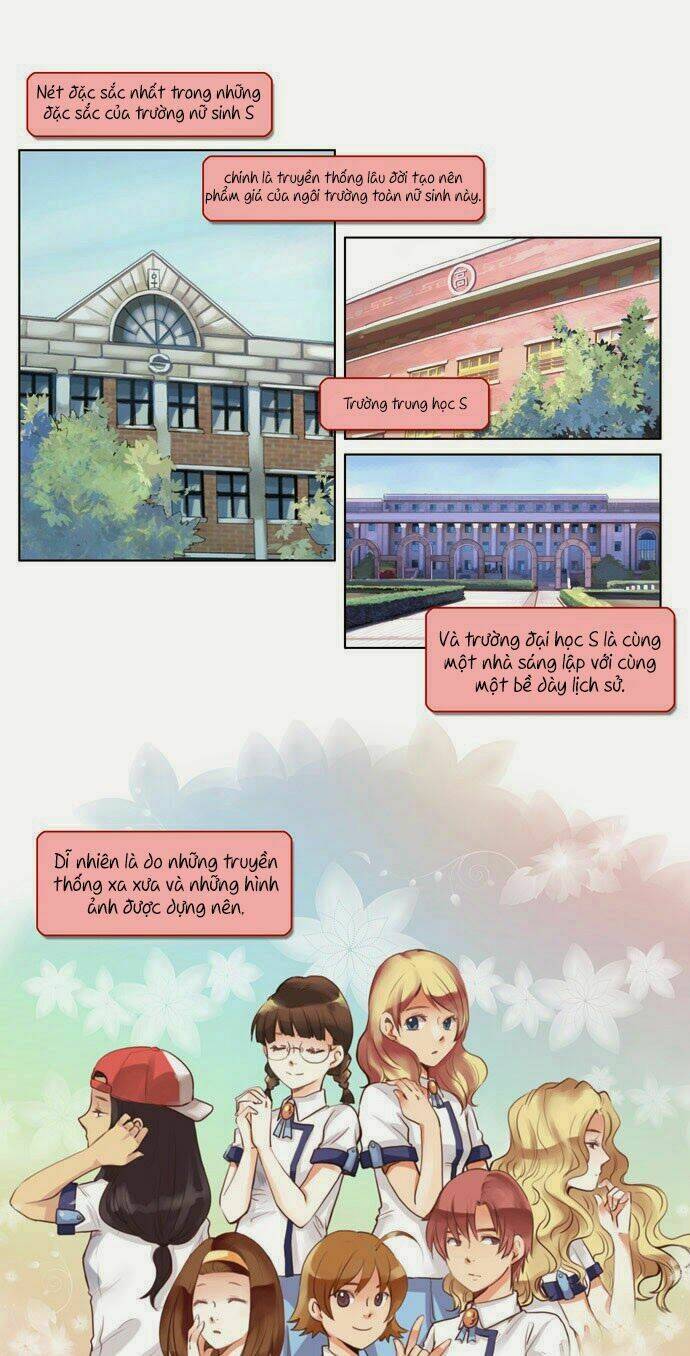 Nét đặc sắc nhất trong những
đặc sắc của trường nữ sinh S
chính là truyền thống lâu đời tạo nên
phẩm giá của ngôi trường toàn nữ sinh này.
高
Trường trung học S
Và trường đại học S là cùng
một nhà sáng lập với cùng
một bề dày lịch sử.
Dĩ nhiên là do những truyền
thống xa xưa và những hình
ảnh được dựng nên.